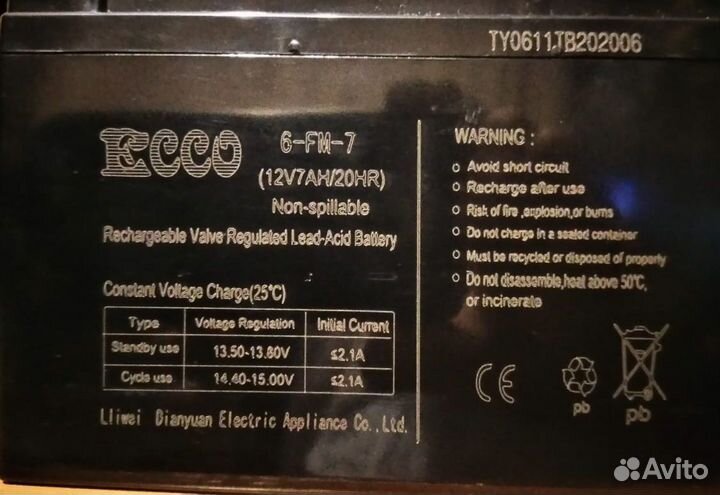 TY0611TB202006
ECCO
6-FM-7
(12V7AH/20HR)
Non-spillable
Rechargeable Valve Regulated Lead-Acid Battery
Constant Voltage Charge(25°C)
Type Voltage Regulation Initial Current
Standby use 13.50-13.80V ≤2.1A
Cycle use 14.40-15.00V ≤2.1A
Lliwei Dianyuan Electric Appliance Co.,Ltd.
WARNING :
Avoid short circuit
Recharge after use
Risk of fire,explosion,or burns
Do not charge in a sealed container
Must be recycled or disposed of property
Do not disassemble,heat above 50°C,
or incinerate
CE
pb
pb
Avito